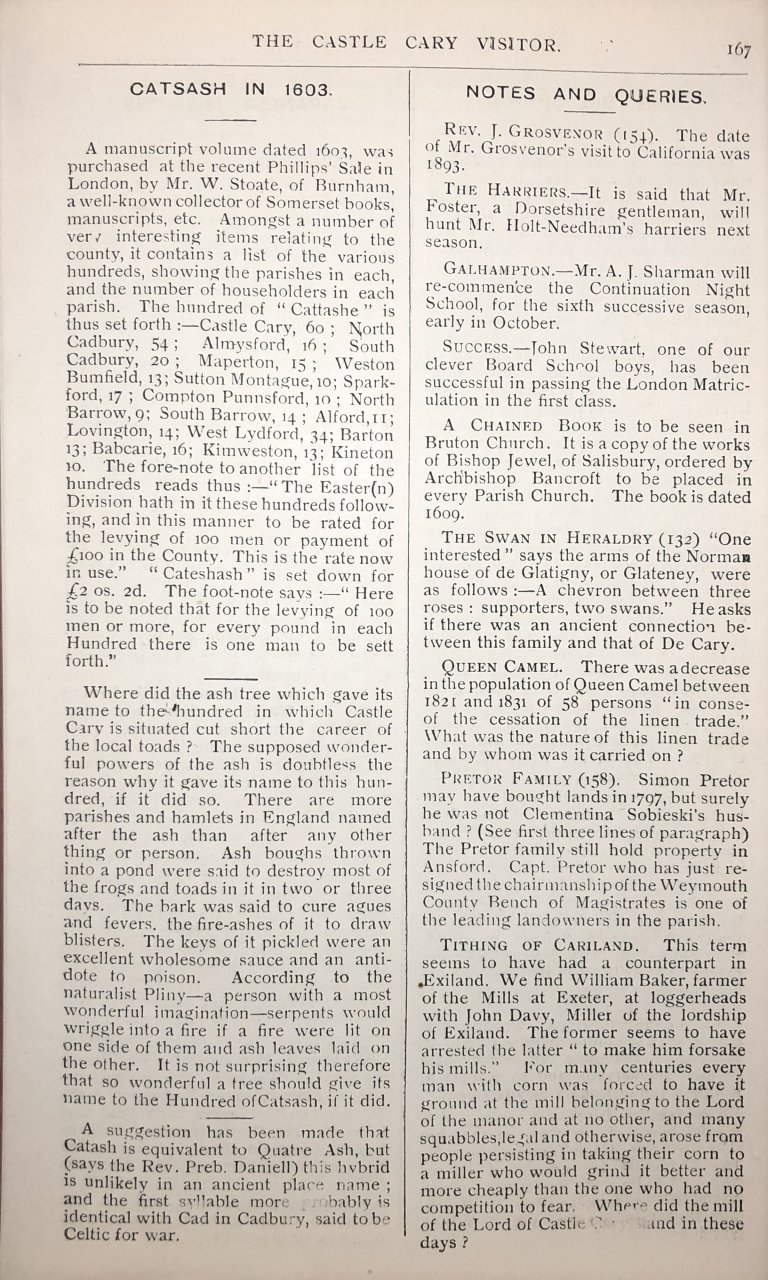 THE CASTLE CARY VISITOR.
167
CATSASH IN 1603.
A manuscript volume dated 1603, was
purchased at the recent Phillips' Sale in
London, by Mr. W. Stoate, of Burnham,
a well-known collector of Somerset books,
manuscripts, etc. Amongst a number of
very interesting items relating to the
county, it contains a list of the various
hundreds, showing the parishes in each,
and the number of householders in each
parish. The hundred of "Cattashe" is
thus set forth :—Castle Cary, 60 ; North
Cadbury, 54 ; Almysford, 16 ; South
Cadbury, 20 ; Maperton, 15 ; Weston
Bumfield, 13; Sutton Montague, 10; Spark-
ford, 17 ; Compton Punnsford, 10 ; North
Barrow, 9; South Barrow, 14 ; Alford, 11;
Lovington, 14; West Lydford, 34; Barton
13; Babcarie, 16; Kimweston, 13; Kineton
10. The fore-note to another list of the
hundreds reads thus :—"The Easter(n)
Division hath in it these hundreds follow-
ing, and in this manner to be rated for
the levying of 100 men or payment of
£100 in the County. This is the rate now
in use." "Cateshash" is set down for
£2 0s. 2d. The foot-note says :—"Here
is to be noted that for the levying of 100
men or more, for every pound in each
Hundred there is one man to be sett
forth."
Where did the ash tree which gave its
name to the hundred in which Castle
Cary is situated cut short the career of
the local toads ? The supposed wonder-
ful powers of the ash is doubtless the
reason why it gave its name to this hun-
dred, if it did so. There are more
parishes and hamlets in England named
after the ash than after any other
thing or person. Ash boughs thrown
into a pond were said to destroy most of
the frogs and toads in it in two or three
days. The bark was said to cure agues
and fevers, the fire-ashes of it to draw
blisters. The keys of it pickled were an
excellent wholesome sauce and an anti-
dote to poison. According to the
naturalist Pliny—a person with a most
wonderful imagination—serpents would
wriggle into a fire if a fire were lit on
one side of them and ash leaves laid on
the other. It is not surprising therefore
that so wonderful a tree should give its
name to the Hundred of Catsash, if it did.
A suggestion has been made that
Catash is equivalent to Quatre Ash, but
(says the Rev. Preb. Daniell) this hybrid
is unlikely in an ancient place name ;
and the first syllable more probably is
identical with Cad in Cadbury, said to be
Celtic for war.
NOTES AND QUERIES.
REV. J. GROSVENOR (154). The date
of Mr. Grosvenor's visit to California was
1893.
THE HARRIERS.—It is said that Mr.
Foster, a Dorsetshire gentleman, will
hunt Mr. Holt-Needham's harriers next
season.
GALHAMPTON.—Mr. A. J. Sharman will
re-commence the Continuation Night
School, for the sixth successive season,
early in October.
SUCCESS.—John Stewart, one of our
clever Board School boys, has been
successful in passing the London Matric-
ulation in the first class.
A CHAINED BOOK is to be seen in
Bruton Church. It is a copy of the works
of Bishop Jewel, of Salisbury, ordered by
Archbishop Bancroft to be placed in
every Parish Church. The book is dated
1609.
THE SWAN IN HERALDRY (132) "One
interested" says the arms of the Norman
house of de Glatigny, or Glateney, were
as follows :—A chevron between three
roses : supporters, two swans." He asks
if there was an ancient connection be-
tween this family and that of De Cary.
QUEEN CAMEL. There was a decrease
in the population of Queen Camel between
1821 and 1831 of 58 persons "in conse-
of the cessation of the linen trade."
What was the nature of this linen trade
and by whom was it carried on ?
PRETOR FAMILY (158). Simon Pretor
may have bought lands in 1797, but surely
he was not Clementina Sobieski's hus-
band ? (See first three lines of paragraph)
The Pretor family still hold property in
Ansford. Capt. Pretor who has just re-
signed the chairmanship of the Weymouth
County Bench of Magistrates is one of
the leading landowners in the parish.
TITHING OF CARILAND. This term
seems to have had a counterpart in
Exiland. We find William Baker, farmer
of the Mills at Exeter, at loggerheads
with John Davy, Miller of the lordship
of Exiland. The former seems to have
arrested the latter "to make him forsake
his mills." For many centuries every
man with corn was forced to have it
ground at the mill belonging to the Lord
of the manor and at no other, and many
squabbles, legal and otherwise, arose from
people persisting in taking their corn to
a miller who would grind it better and
more cheaply than the one who had no
competition to fear. Where did the mill
of the Lord of Castle and in these
days ?